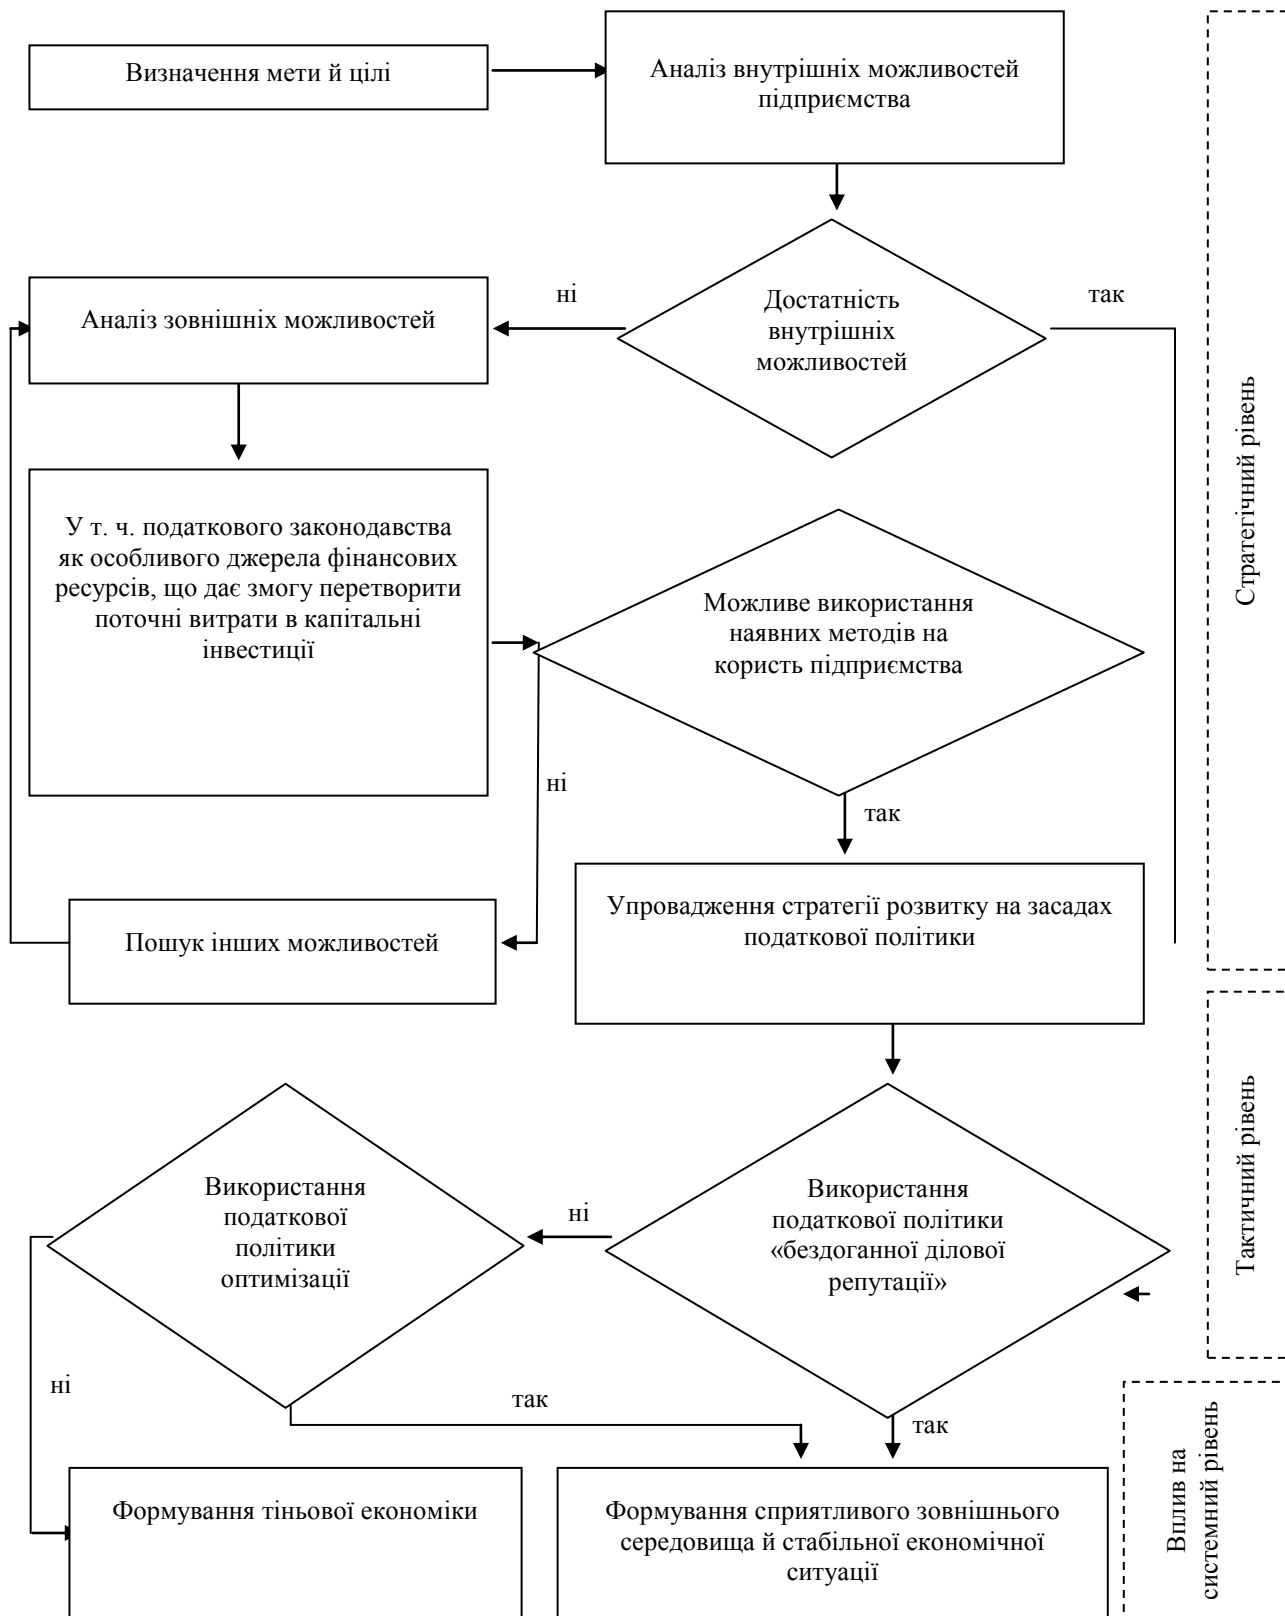 Визначення мети й цілі
Аналіз внутрішніх можливостей
підприємства
Достатність
внутрішніх
можливостей
ні
так
Аналіз зовнішніх можливостей
У т. ч. податкового законодавства
як особливого джерела фінансових
ресурсів, що дає змогу перетворити
поточні витрати в капітальні
інвестиції
Можливе використання
наявних методів на
користь підприємства
ні
так
Пошук інших можливостей
Упровадження стратегії розвитку на засадах
податкової політики
Стратегічний рівень
Використання
податкової
політики
оптимізації
ні
Використання
податкової політики
«бездоганної ділової
репутації»
Тактичний рівень
ні
так
так
Формування тіньової економіки
Формування сприятливого зовнішнього
середовища й стабільної економічної
ситуації
Вплив на
системний рівень